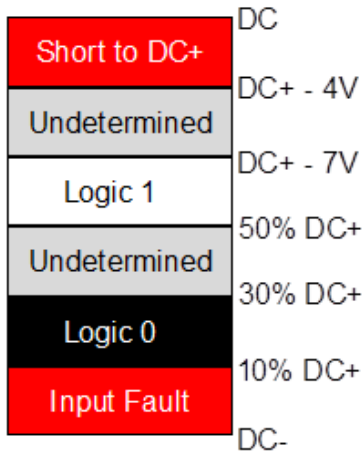 DC
Short to DC+
DC+ - 4V
Undetermined
DC+ - 7V
Logic 1
50% DC+
Undetermined
30% DC+
Logic 0
10% DC+
Input Fault
DC-